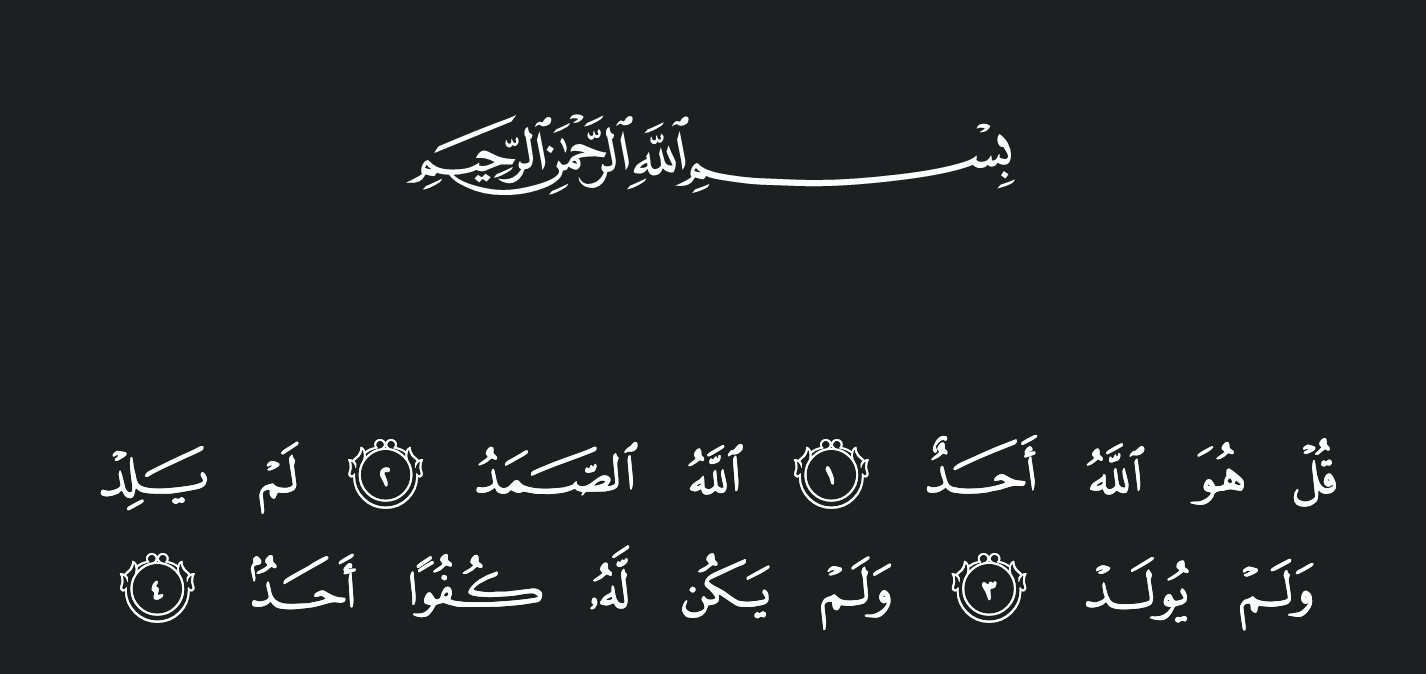 بِسْمِ ٱللَّهِ ٱلرَّحْمَٰنِ ٱلرَّحِيمِ
قُلْ هُوَ ٱللَّهُ أَحَدٌ ١ ٱللَّهُ ٱلصَّمَدُ ٢ لَمْ يَلِدْ
وَلَمْ يُولَدْ ٣ وَلَمْ يَكُن لَّهُۥ كُفُوًا أَحَدٌۢ ٤